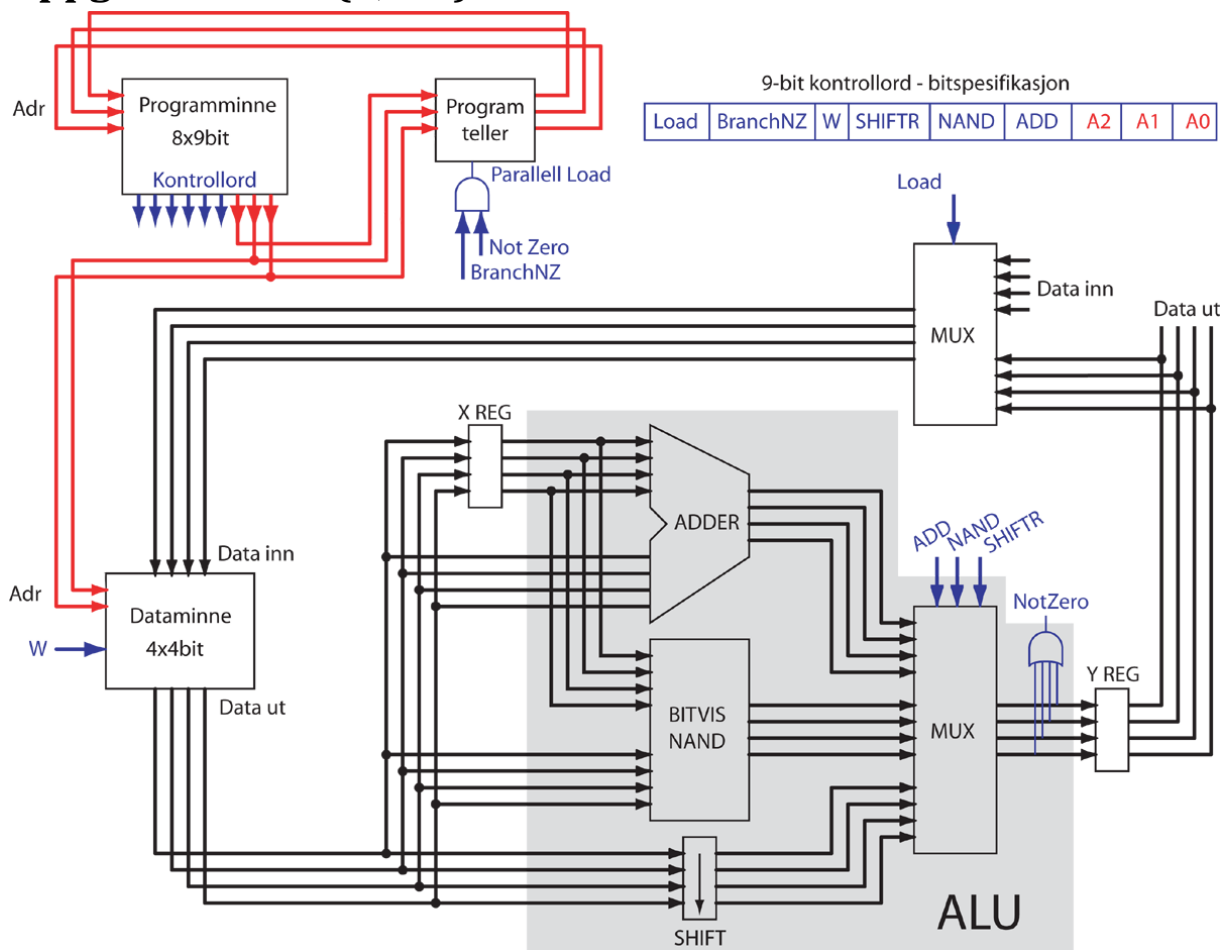 Adr
Programminne
8x9bit
Kontrollord
Program
teller
Parallell Load
Not Zero
BranchNZ
9-bit kontrollord - bitspesifikasjon
Load BranchNZ W SHIFTR NAND ADD A2 A1 A0
Load
MUX
Data inn
Data ut
X REG
ADDER
ADD
NAND
SHIFTR
NotZero
Data inn
Adr
Dataminne
4x4bit
W
Data ut
BITVIS
NAND
MUX
Y REG
SHIFT
ALU